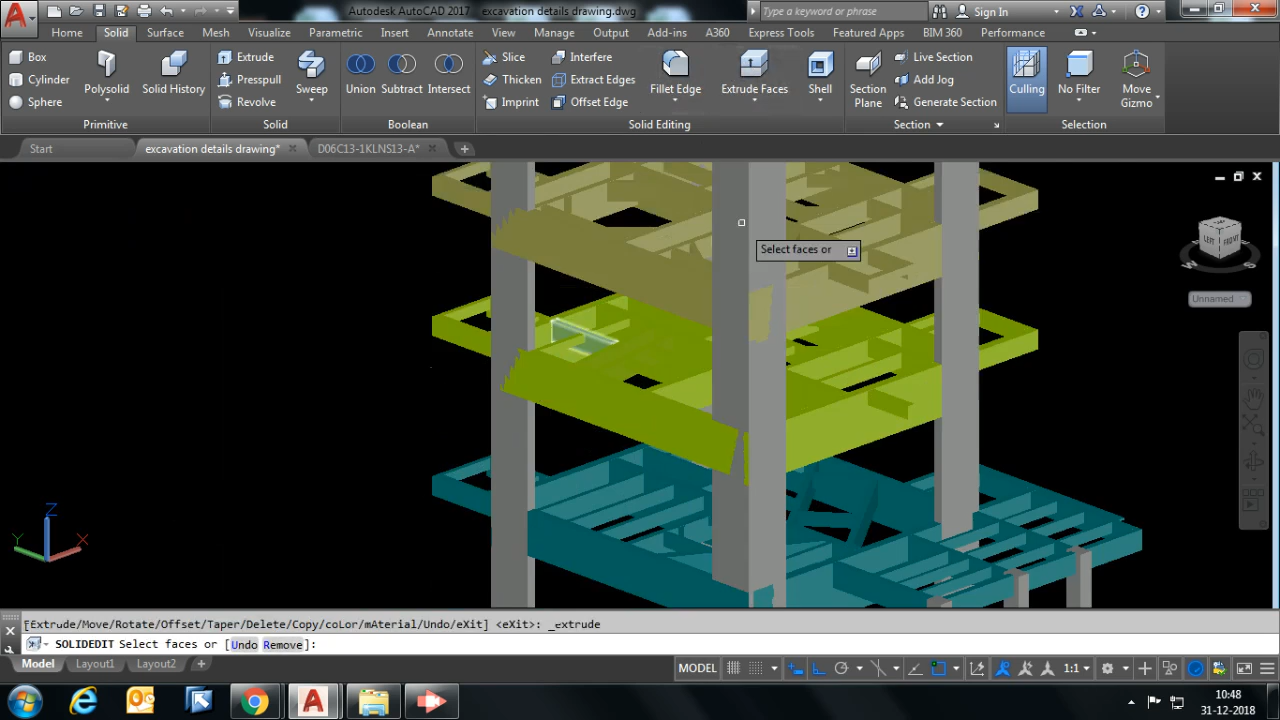 Autodesk AutoCAD 2017 excavation details drawing.dwg
Type a keyword or phrase
Sign In
Home Solid Surface Mesh Visualize Parametric Insert Annotate View Manage Output Add-ins A360 Express Tools Featured Apps BIM 360 Performance
Box
Cylinder
Sphere
Polysolid
Solid History
Primitive
Extrude
Presspull
Revolve
Sweep
Solid
Union
Subtract
Intersect
Boolean
Slice
Thicken
Imprint
Interfere
Extract Edges
Offset Edge
Fillet Edge
Extrude Faces
Shell
Solid Editing
Section
Plane
Live Section
Add Jog
Generate Section
Section
Culling
No Filter
Move
Gizmo
Selection
Start
excavation details drawing*
D06C13-1KLNS13-A*
Select faces or
LEFT FRONT
W S
Unnamed
Z
Y X
[Extrude/Move/Rotate/Offset/Taper/Delete/Copy/coLor/mAterial/Undo/eXit] <eXit>: _extrude
SOLIDEDIT Select faces or [Undo Remove]:
Model Layout1 Layout2
MODEL
1:1
10:48
31-12-2018